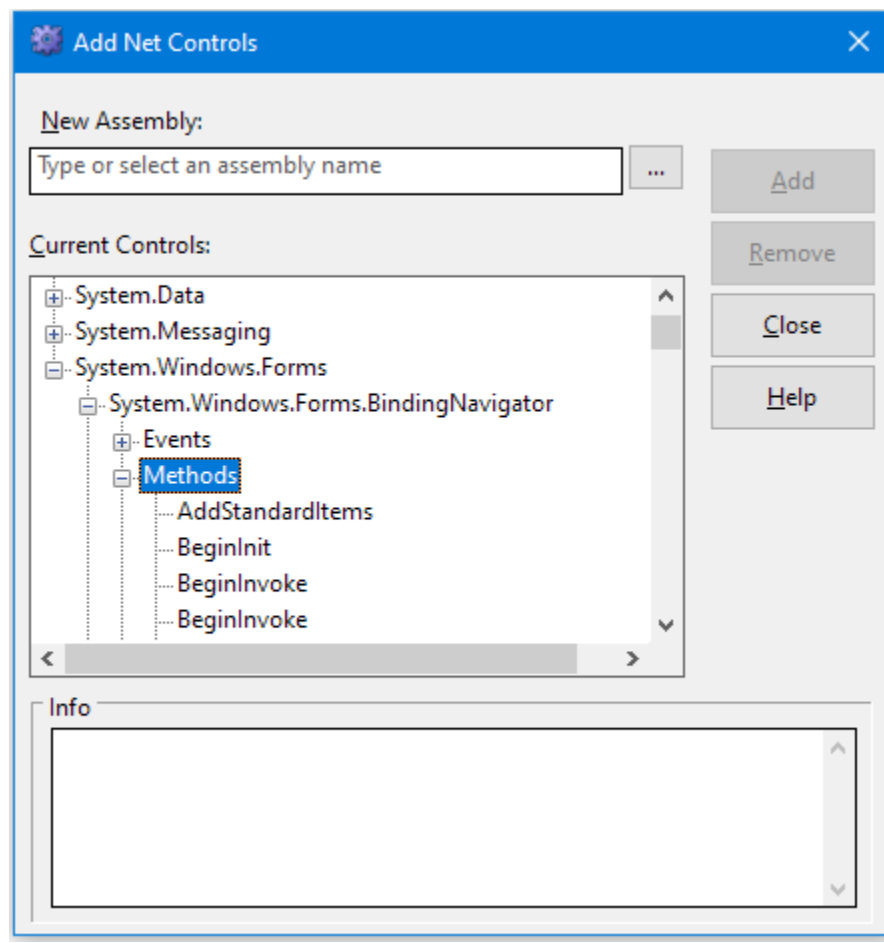 Add Net Controls
New Assembly:
Type or select an assembly name
...
Add
Current Controls:
Remove
System.Data
System.Messaging
Close
System.Windows.Forms
System.Windows.Forms.BindingNavigator
Help
Events
Methods
AddStandardItems
BeginInit
BeginInvoke
BeginInvoke
Info